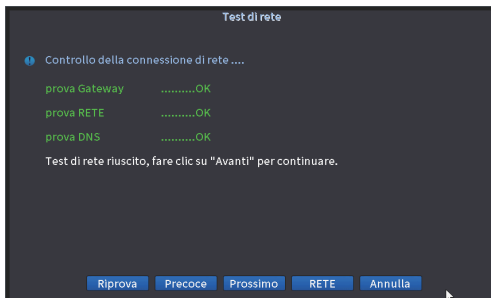 Test di rete
Controllo della connessione di rete ....
prova Gateway ..........OK
prova RETE ..........OK
prova DNS ..........OK
Test di rete riuscito, fare clic su "Avanti" per continuare.
Riprova Precoce Prossimo RETE Annulla